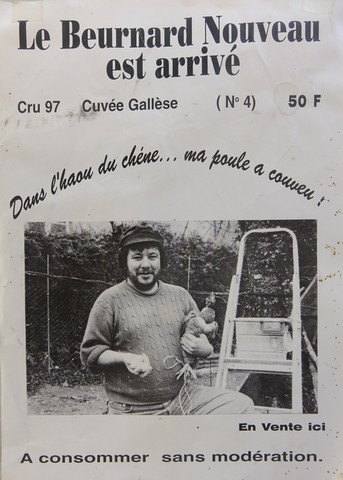 Le Beurnard Nouveau
est arrivé
Cru 97 Cuvée Gallèse ( N° 4) 50 F
Dans l'haou du chéne... ma poule a couveu !
En Vente ici
A consommer sans modération.